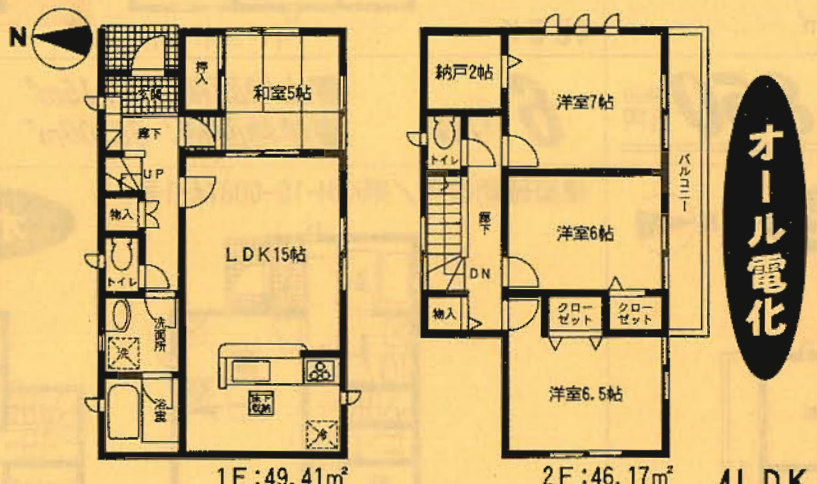 N
押入
和室5帖
玄関
廊下
UP
物入
LDK15帖
トイレ
洗面所
洗
浴室
床下収納
冷
1F:49.41m²
納戸2帖
洋室7帖
トイレ
廊下
バルコニー
洋室6帖
DN
物入
クローゼット
クローゼット
洋室6.5帖
2F:46.17m²
4LDK
オール電化